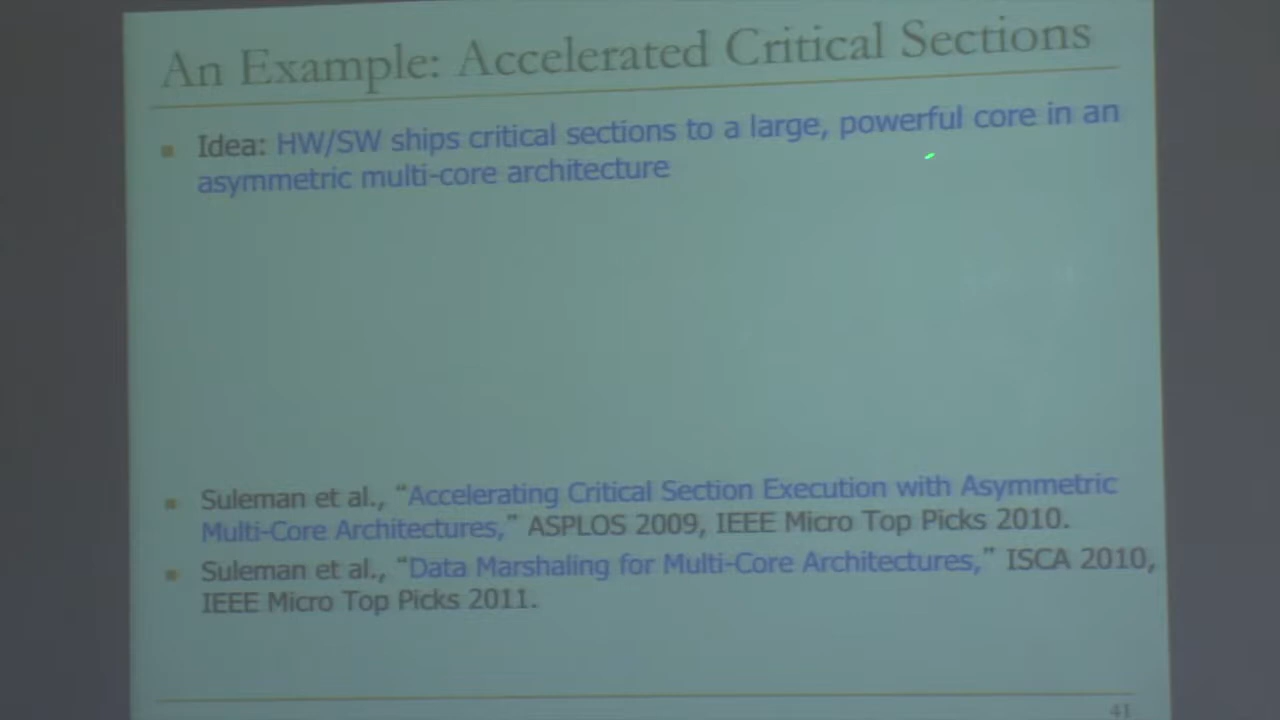 An Example: Accelerated Critical Sections
Idea: HW/SW ships critical sections to a large, powerful core in an
asymmetric multi-core architecture
Suleman et al., “Accelerating Critical Section Execution with Asymmetric
Multi-Core Architectures,” ASPLOS 2009, IEEE Micro Top Picks 2010.
Suleman et al., “Data Marshaling for Multi-Core Architectures,” ISCA 2010,
IEEE Micro Top Picks 2011.
41